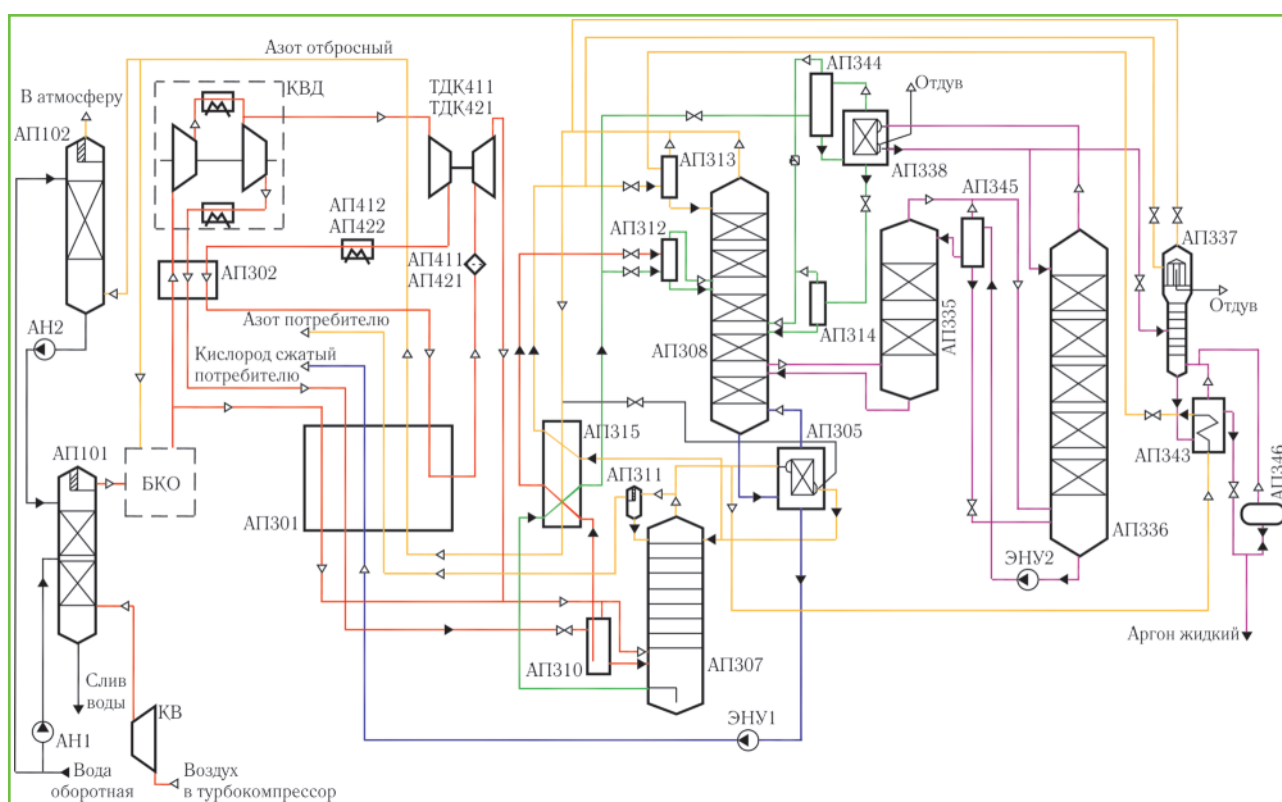 Азот отбросный
КВД
ТДК411
ТДК421
В атмосферу
АП102
АП344
Отдув
АП338
АП313
АП345
АП412
АП422
АП312
АП411
АП421
АП302
АП337
Отдув
АН2
Азот потребителю
Кислород сжатый
потребителю
АП308
АП314
АП335
АП101
БКО
АП315
АП305
АП343
АП346
АП311
АП301
АП336
ЭНУ2
Аргон жидкий
АП310
АП307
Слив
воды
КВ
АН1
ЭНУ1
Вода
оборотная
Воздух
в турбокомпрессор